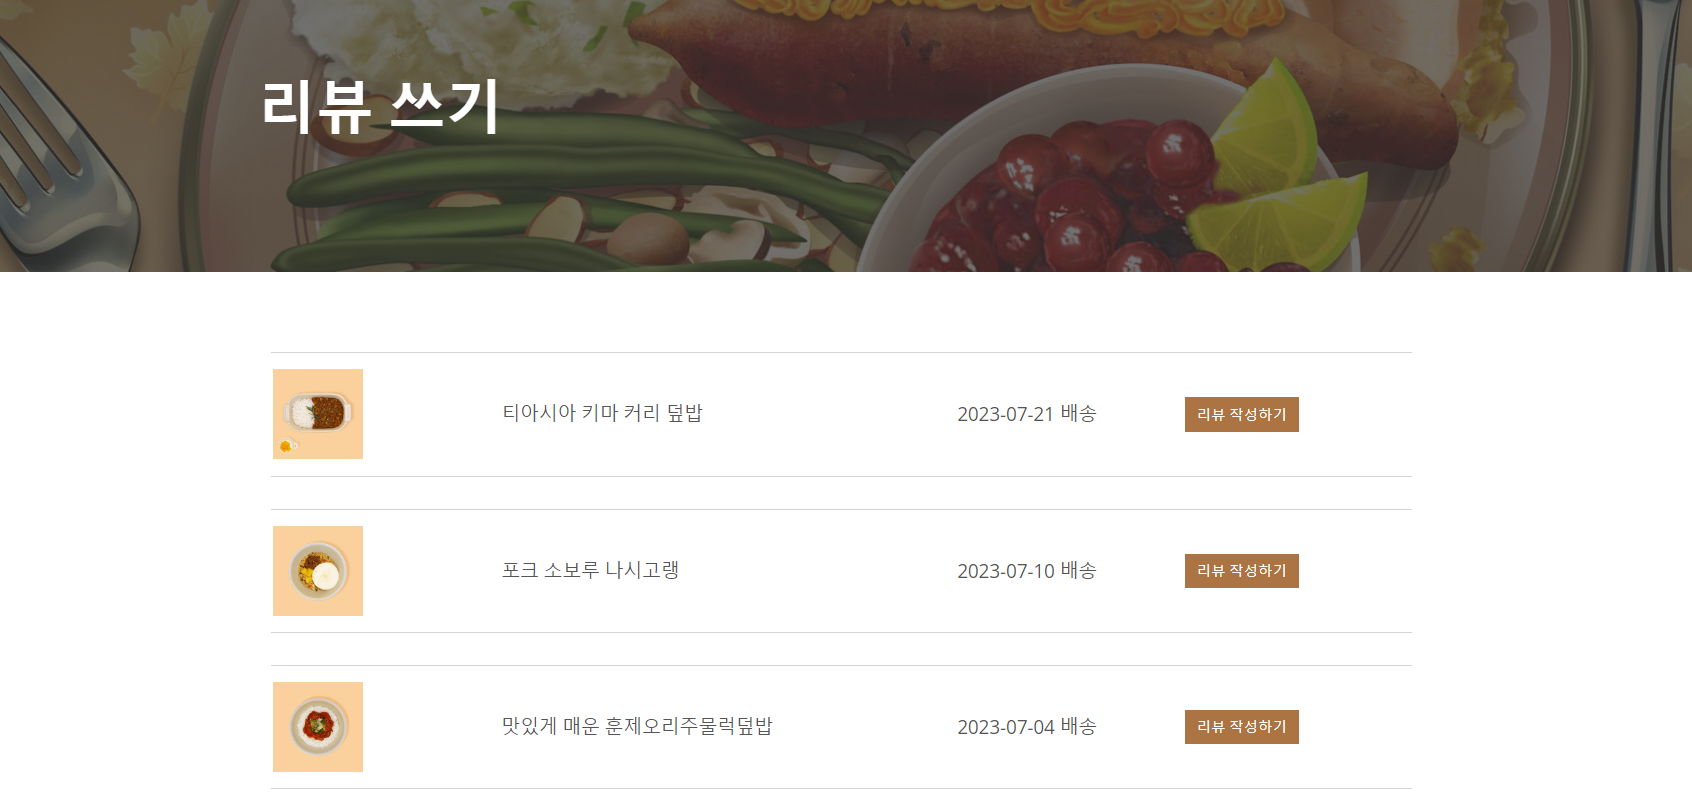 리뷰 쓰기
티아시아 키마 커리 덮밥 2023-07-21 배송 리뷰 작성하기
포크 소보루 나시고랭 2023-07-10 배송 리뷰 작성하기
맛있게 매운 훈제오리주물럭덮밥 2023-07-04 배송 리뷰 작성하기